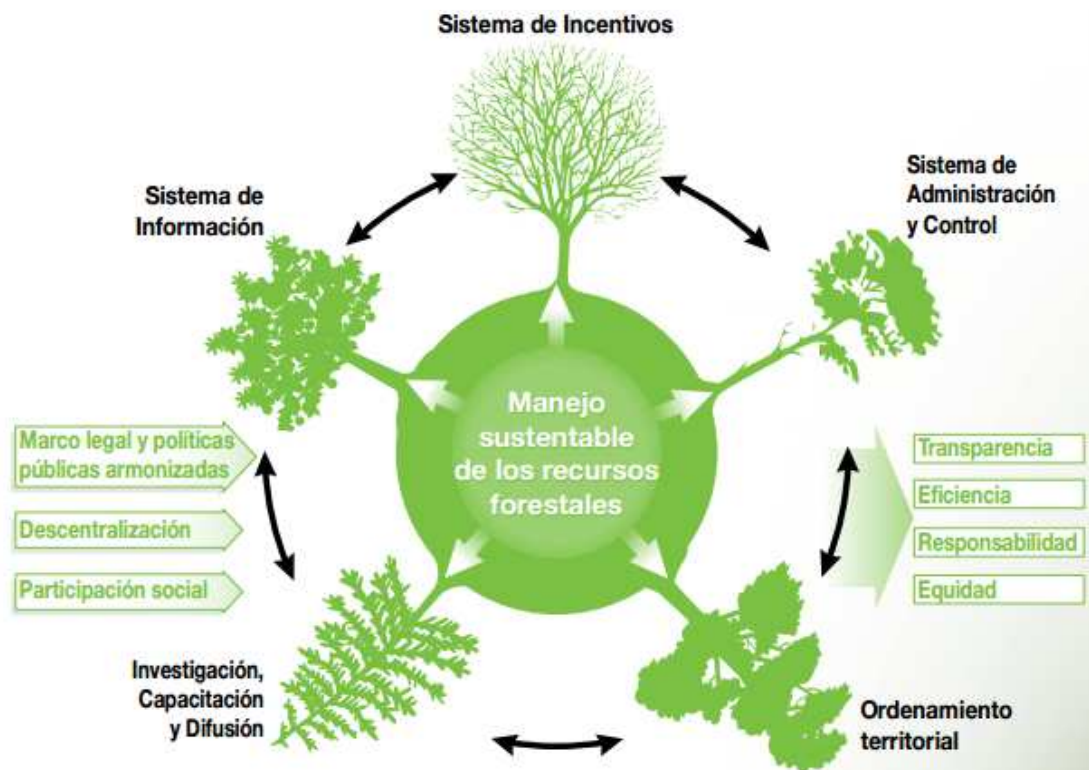 Sistema de Incentivos
Sistema de
Información
Sistema de
Administración
y Control
Manejo
sustentable
de los recursos
forestales
Marco legal y políticas
públicas armonizadas
Descentralización
Participación social
Transparencia
Eficiencia
Responsabilidad
Equidad
Investigación,
Capacitación
y Difusión
Ordenamiento
territorial